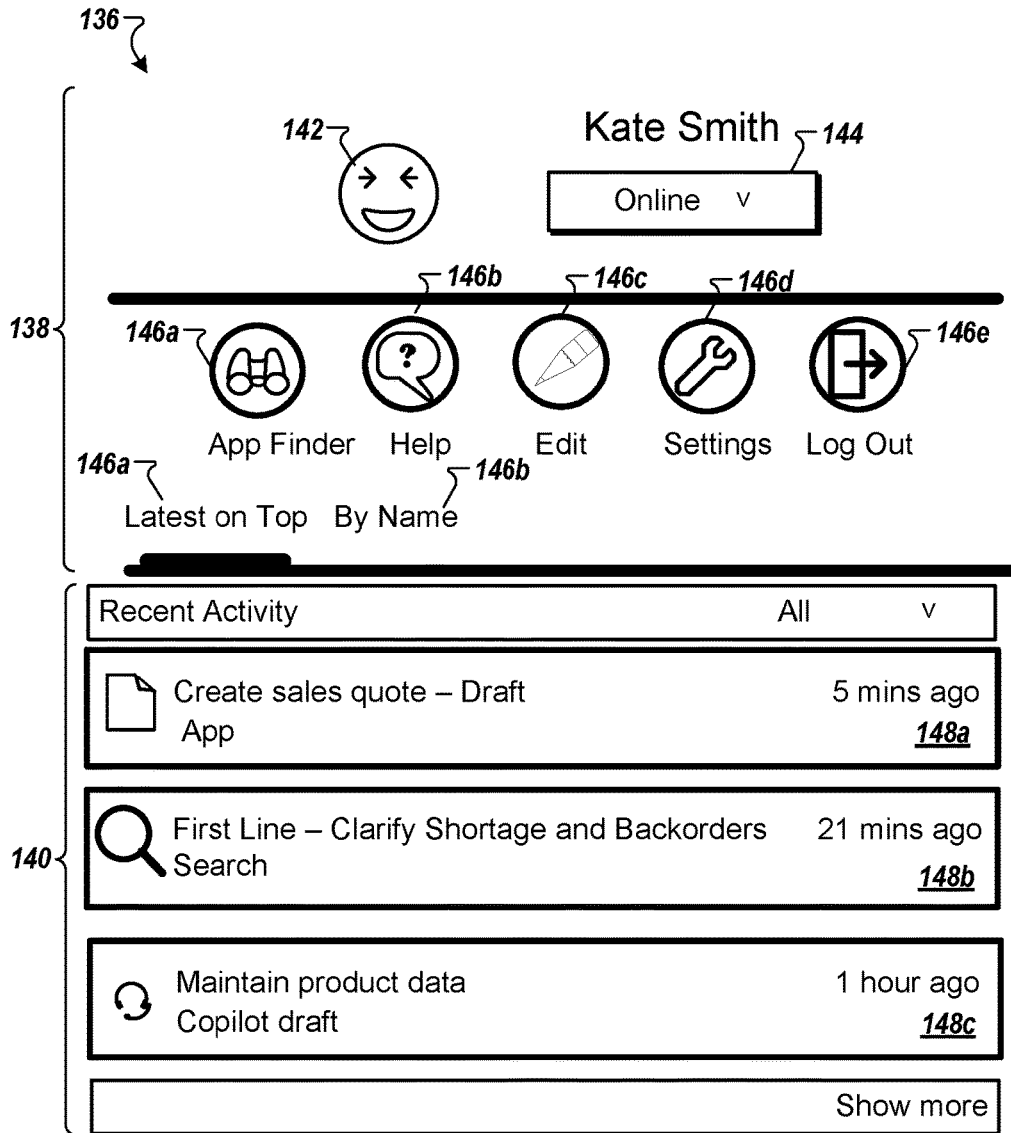 136
142
Kate Smith
144
Online v
138
146a
146b
146c
146d
146e
?
App Finder Help Edit Settings Log Out
146a
146b
Latest on Top By Name
Recent Activity All v
Create sales quote – Draft 5 mins ago
App 148a
140
First Line – Clarify Shortage and Backorders 21 mins ago
Search 148b
Maintain product data 1 hour ago
Copilot draft 148c
Show more